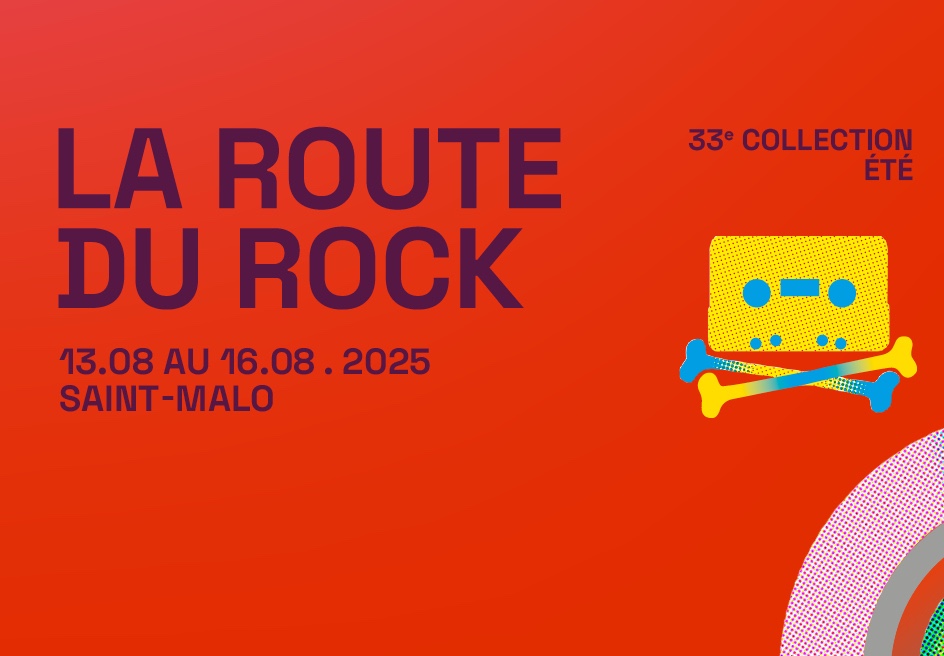 LA ROUTE
DU ROCK
13.08 AU 16.08 . 2025
SAINT-MALO
33e COLLECTION
ÉTÉ